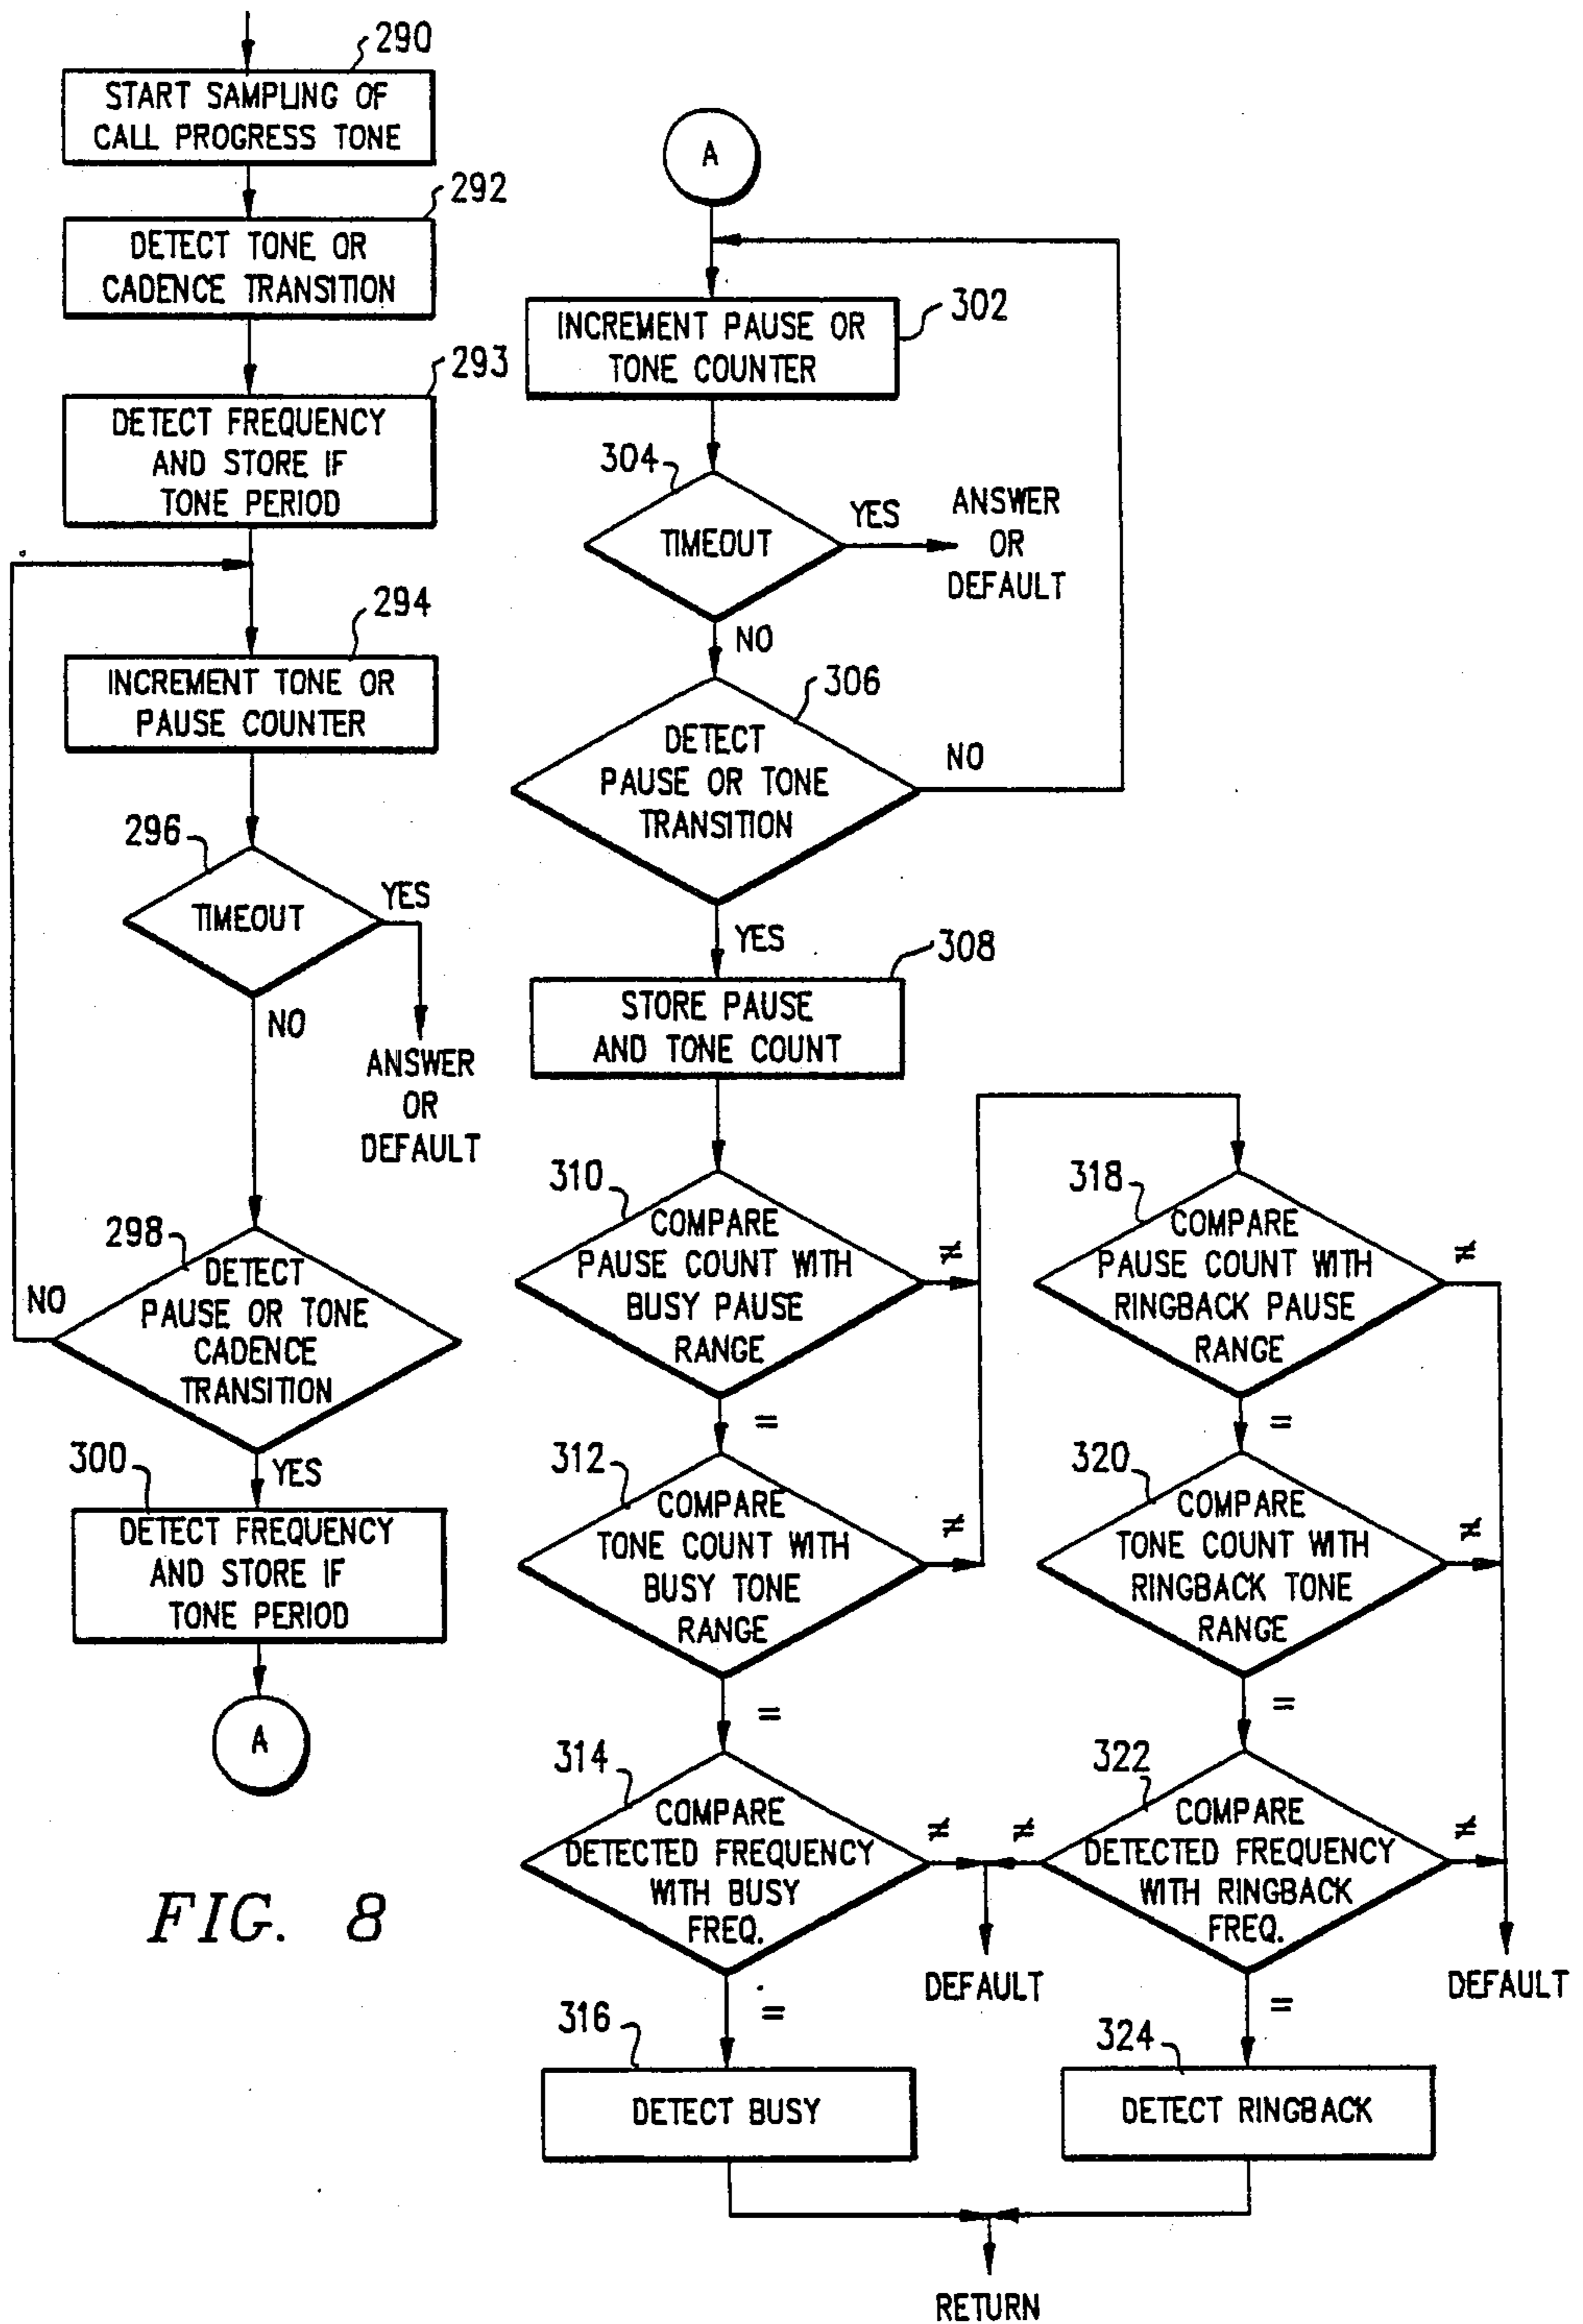 290
START SAMPLING OF
CALL PROGRESS TONE
292
DETECT TONE OR
CADENCE TRANSITION
293
DETECT FREQUENCY
AND STORE IF
TONE PERIOD
294
INCREMENT TONE OR
PAUSE COUNTER
296
TIMEOUT
YES
NO
ANSWER
OR
DEFAULT
298
DETECT
PAUSE OR TONE
CADENCE
TRANSITION
NO
YES
300
DETECT FREQUENCY
AND STORE IF
TONE PERIOD
A
FIG. 8
A
302
INCREMENT PAUSE OR
TONE COUNTER
304
TIMEOUT
YES
ANSWER
OR
DEFAULT
NO
306
DETECT
PAUSE OR TONE
TRANSITION
NO
YES
308
STORE PAUSE
AND TONE COUNT
310
COMPARE
PAUSE COUNT WITH
BUSY PAUSE
RANGE
≠
=
312
COMPARE
TONE COUNT WITH
BUSY TONE
RANGE
≠
=
314
COMPARE
DETECTED FREQUENCY
WITH BUSY
FREQ.
≠
=
DEFAULT
316
DETECT BUSY
318
COMPARE
PAUSE COUNT WITH
RINGBACK PAUSE
RANGE
≠
=
320
COMPARE
TONE COUNT WITH
RINGBACK TONE
RANGE
≠
=
322
COMPARE
DETECTED FREQUENCY
WITH RINGBACK
FREQ.
≠
≠
=
DEFAULT
324
DETECT RINGBACK
RETURN